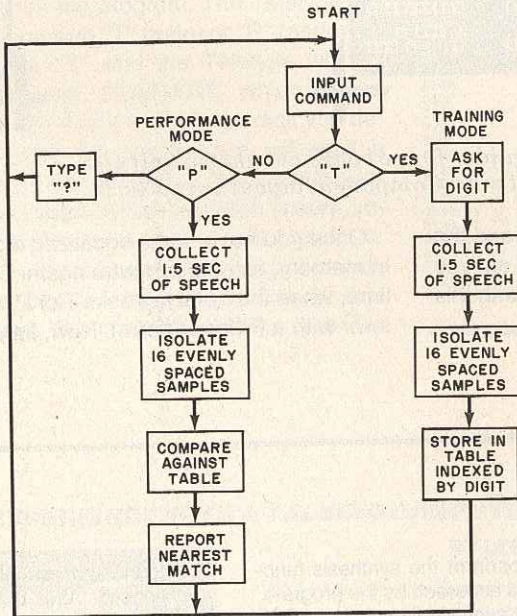 START
INPUT
COMMAND
PERFORMANCE
MODE
TRAINING
MODE
TYPE
"?"
"P"
NO
"T"
YES
ASK
FOR
DIGIT
YES
COLLECT
1.5 SEC
OF SPEECH
COLLECT
1.5 SEC
OF SPEECH
ISOLATE
16 EVENLY
SPACED
SAMPLES
ISOLATE
16 EVENLY
SPACED
SAMPLES
COMPARE
AGAINST
TABLE
STORE IN
TABLE
INDEXED
BY DIGIT
REPORT
NEAREST
MATCH